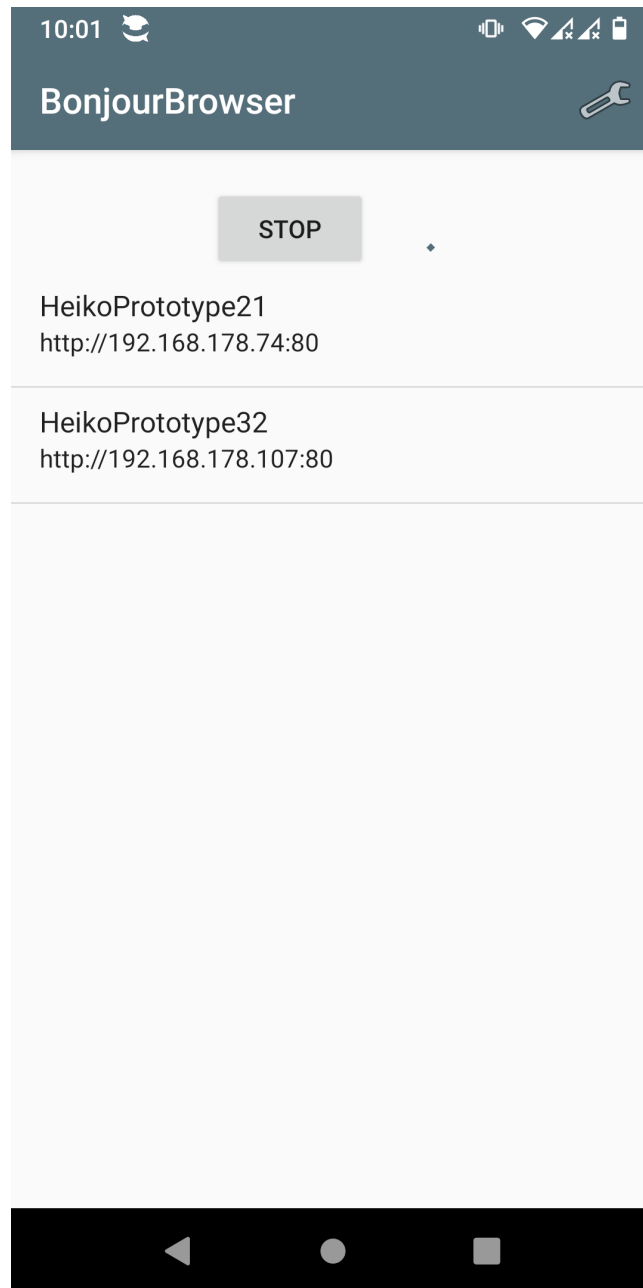 10:01
BonjourBrowser
STOP
HeikoPrototype21
http://192.168.178.74:80
HeikoPrototype32
http://192.168.178.107:80